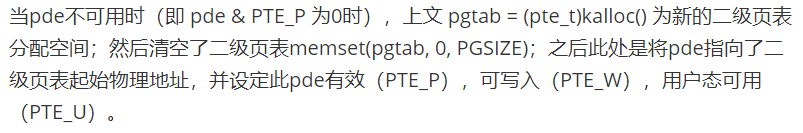 当pde不可用时（即 pde & PTE_P 为0时），上文 pgtab = (pte_t)kalloc() 为新的二级页表
分配空间；然后清空了二级页表memset(pgtab, 0, PGSIZE)；之后此处是将pde指向了二
级页表起始物理地址，并设定此pde有效（PTE_P），可写入（PTE_W），用户态可用
（PTE_U）。